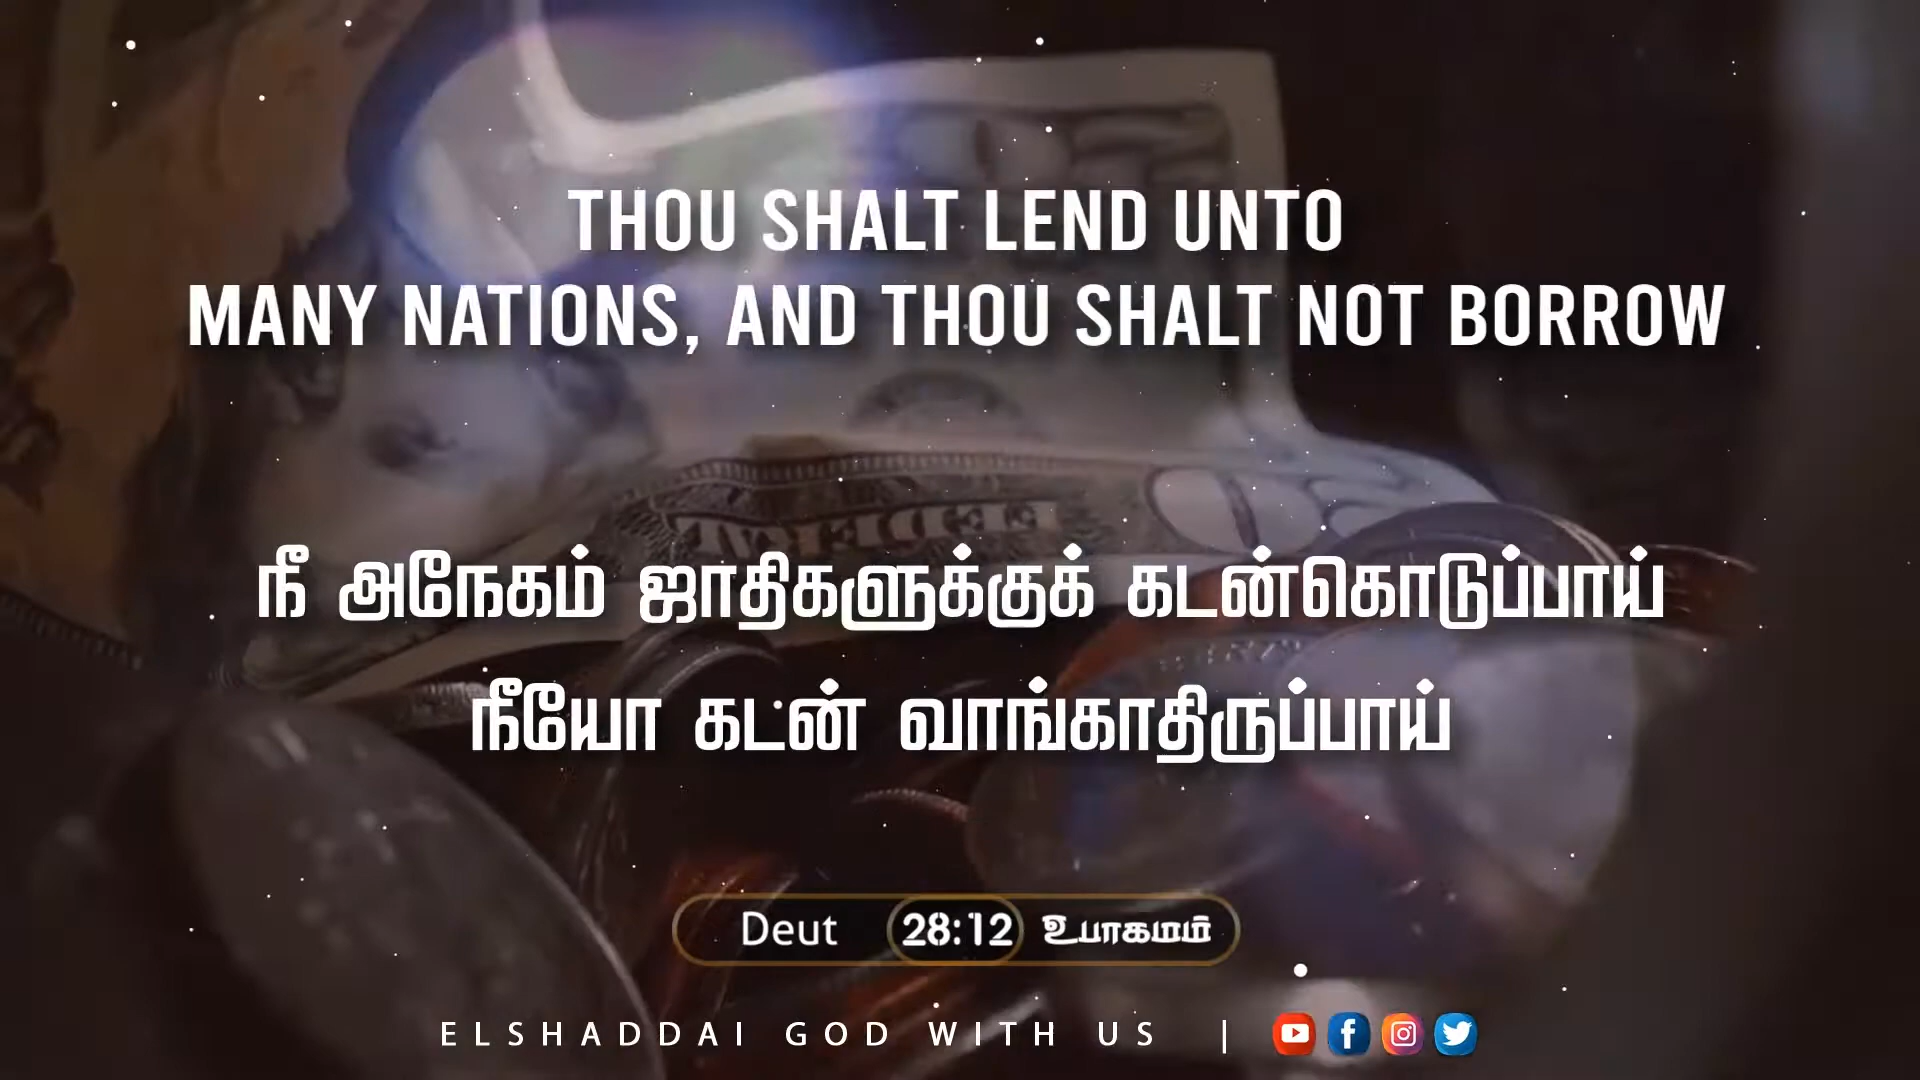 THOU SHALT LEND UNTO
MANY NATIONS, AND THOU SHALT NOT BORROW
நீ அநேகம் ஜாதிகளுக்குக் கடன்கொடுப்பாய்
நீயோ கடன் வாங்காதிருப்பாய்
Deut 28:12 உபாகமம்
ELSHADDAI GOD WITH US |